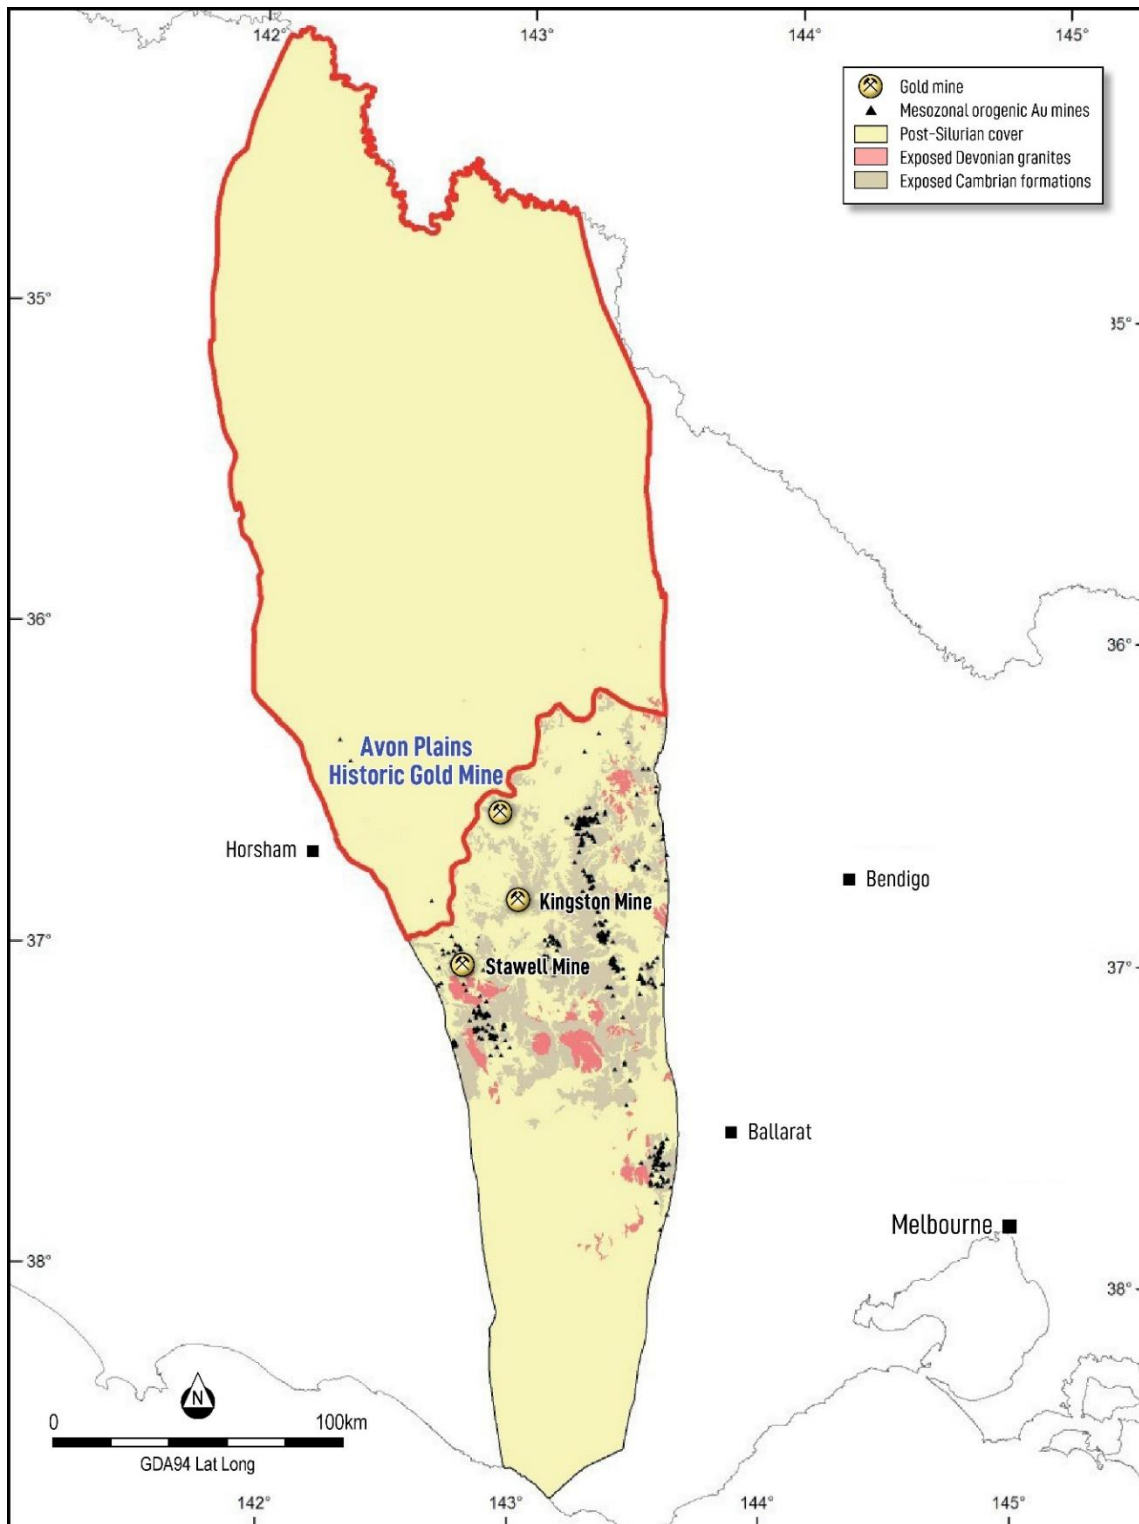 142°
143°
144°
145°
Gold mine
Mesozonal orogenic Au mines
Post-Silurian cover
Exposed Devonian granites
Exposed Cambrian formations
35°
35°
36°
36°
Avon Plains
Historic Gold Mine
Horsham
Bendigo
Kingston Mine
37°
Stawell Mine
37°
Ballarat
Melbourne
38°
38°
N
0
100km
GDA94 Lat Long
142°
143°
144°
145°